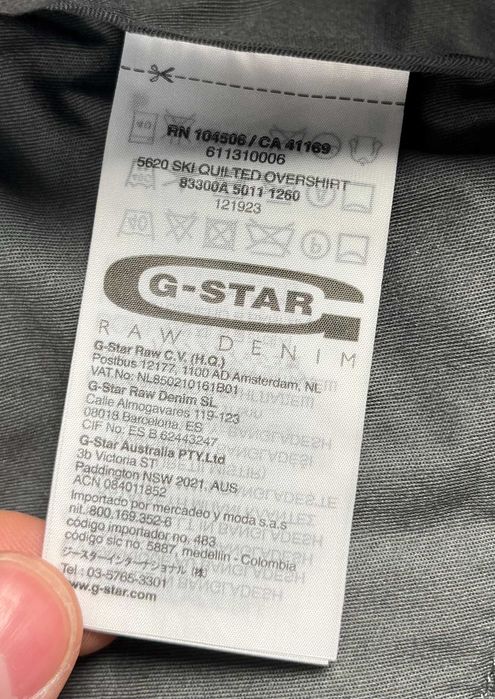 RN 104506 / CA 41169
611310006
5620 SKI QUILTED OVERSHIRT
83300A 5011 1260
121923
G-STAR
RAW DENIM
G-Star Raw C.V. (H.Q.)
Postbus 12177, 1100 AD Amsterdam, NL
VAT.No: NL850210161B01
G-Star Raw Denim SL
Calle Almogavares 119-123
08018 Barcelona, ES
CIF No: ES B 62443247
G-Star Australia PTY.Ltd
3b Victoria ST
Paddington NSW 2021, AUS
ACN 084011852
Importado por mercadeo y moda s.a.s
nit. 800.169.352-6
código importador no. 483
código sic no. 5887, medellin - Colombia
ジースターインターナショナル (株)
Tel : 03-5765-3301
www.g-star.com